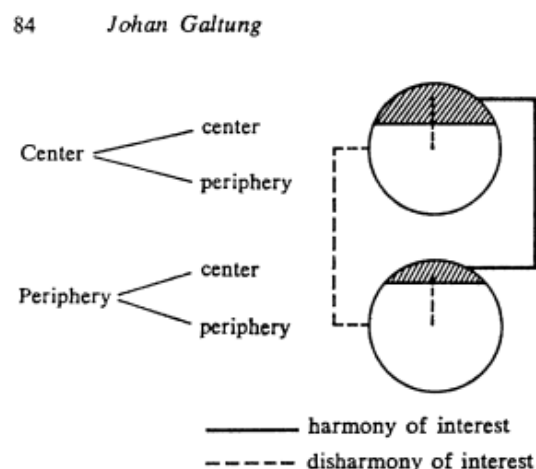 84 Johan Galtung
center
Center
periphery
center
Periphery
periphery
harmony of interest
disharmony of interest